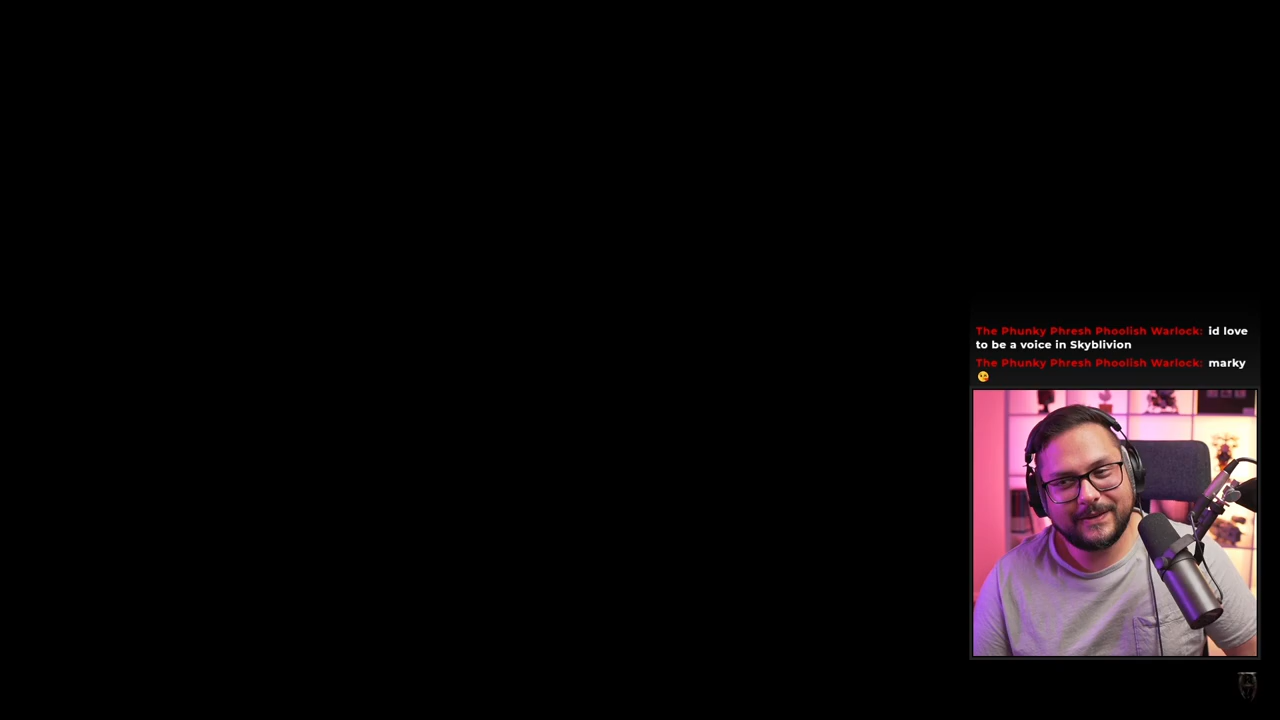 The Phunky Phresh Phoolish Warlock: id love
to be a voice in Skyblivion
The Phunky Phresh Phoolish Warlock: marky
😘